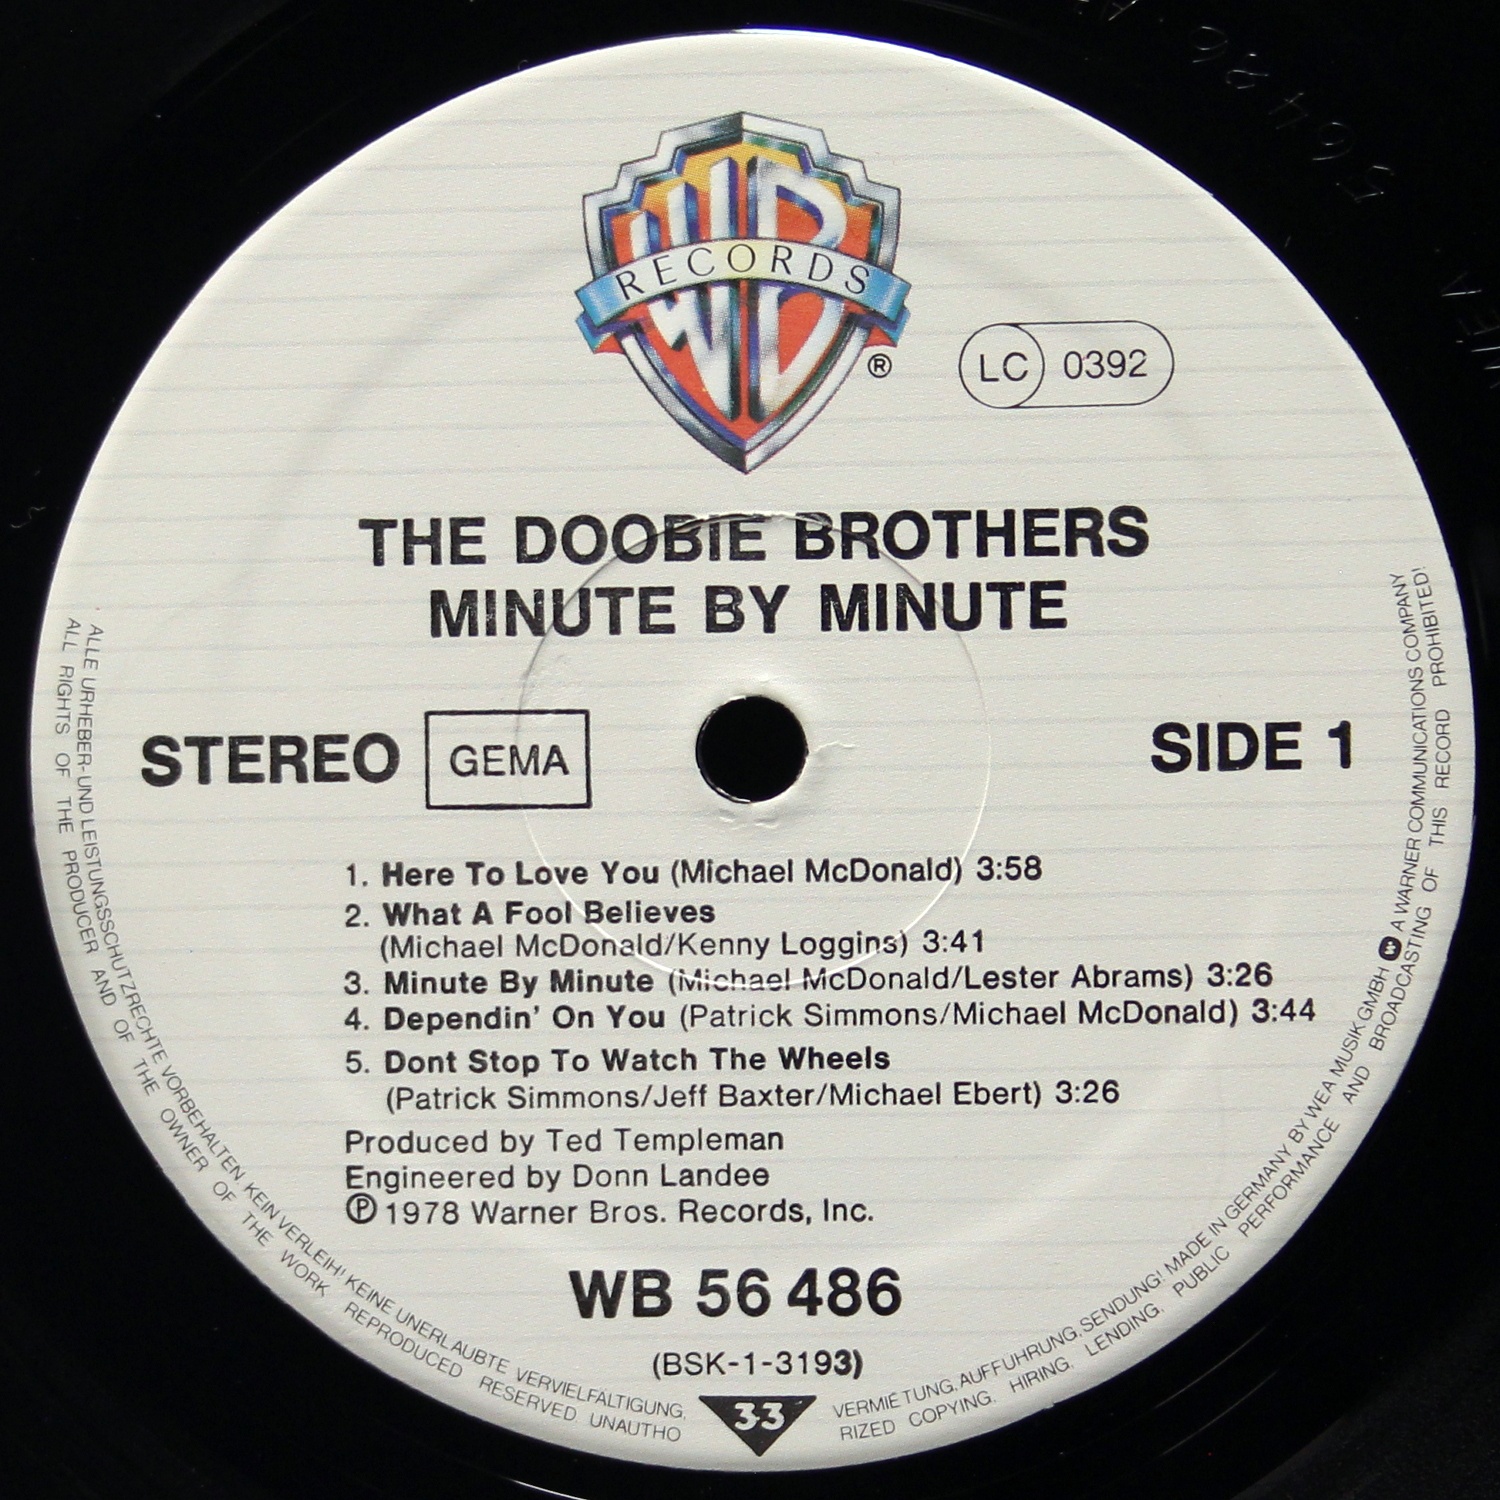 RECORDS
®
LC 0392
THE DOOBIE BROTHERS
MINUTE BY MINUTE
STEREO GEMA
SIDE 1
1. Here To Love You (Michael McDonald) 3:58
2. What A Fool Believes
(Michael McDonald/Kenny Loggins) 3:41
3. Minute By Minute (Michael McDonald/Lester Abrams) 3:26
4. Dependin' On You (Patrick Simmons/Michael McDonald) 3:44
5. Dont Stop To Watch The Wheels
(Patrick Simmons/Jeff Baxter/Michael Ebert) 3:26
Produced by Ted Templeman
Engineered by Donn Landee
℗ 1978 Warner Bros. Records, Inc.
WB 56 486
(BSK-1-3193)
33
ALLE URHEBER- UND LEISTUNGSSCHUTZRECHTE VORBEHALTEN KEIN VERLEIH! KEINE UNERLAUBTE VERVIELFÄLTIGUNG, VERMIETUNG, AUFFÜHRUNG, SENDUNG! MADE IN GERMANY BY WEA MUSIK GMBH A WARNER COMMUNICATIONS COMPANY
ALL RIGHTS OF THE PRODUCER AND OF THE OWNER OF THE WORK REPRODUCED RESERVED. UNAUTHORIZED COPYING, HIRING, LENDING, PUBLIC PERFORMANCE AND BROADCASTING OF THIS RECORD PROHIBITED!